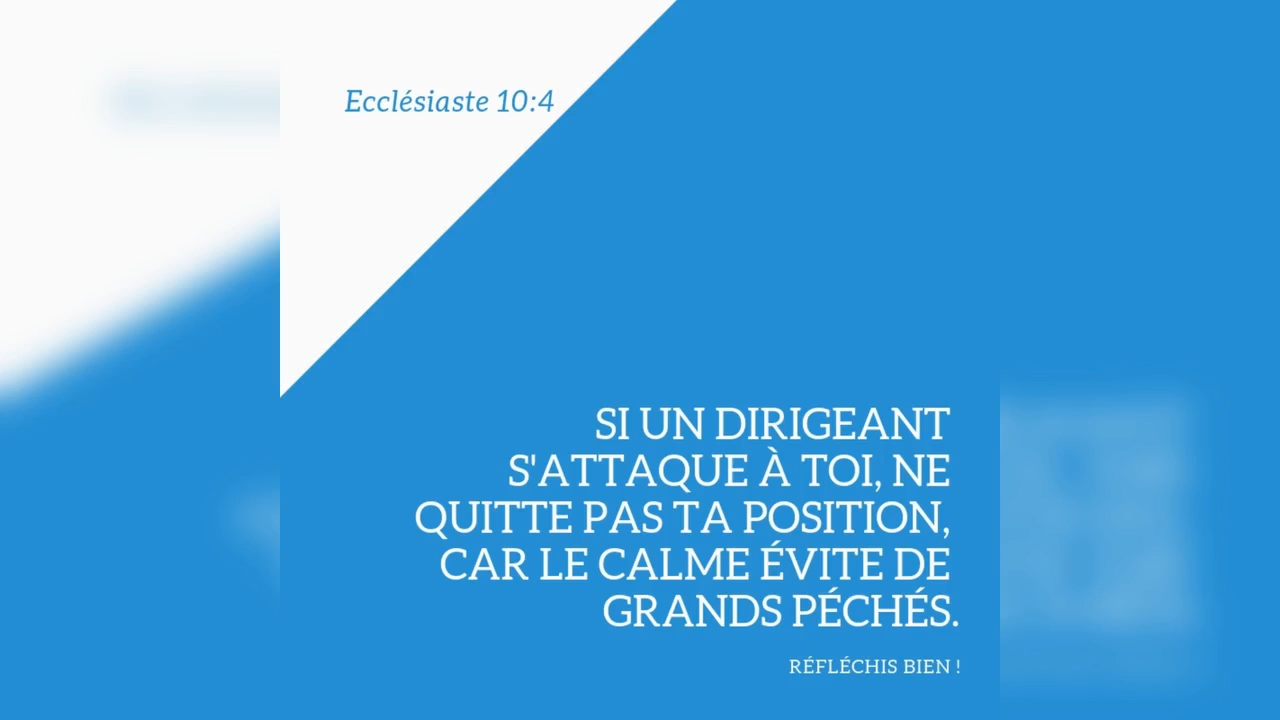 Ecclésiaste 10:4
SI UN DIRIGEANT
S'ATTAQUE À TOI, NE
QUITTE PAS TA POSITION,
CAR LE CALME ÉVITE DE
GRANDS PÉCHÉS.
RÉFLÉCHIS BIEN !